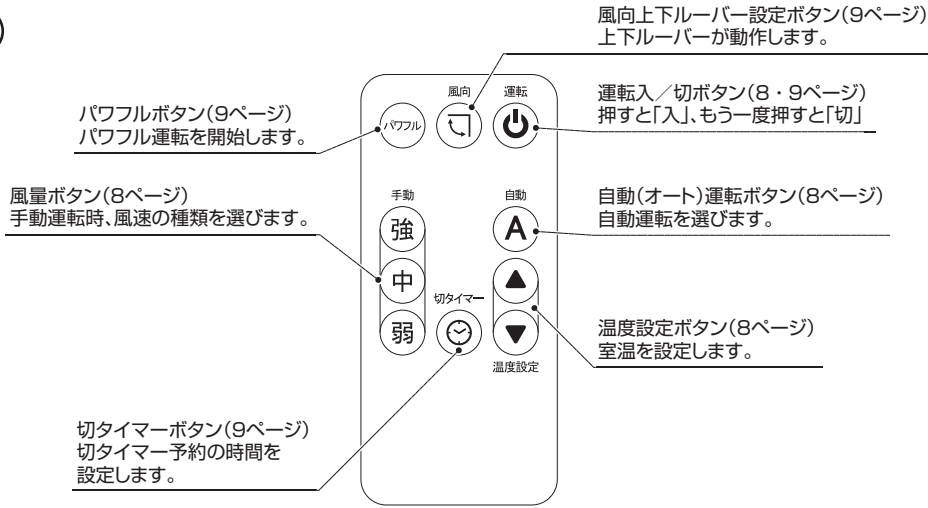 風向上下ルーバー設定ボタン(9ページ)
上下ルーバーが動作します。
パワフルボタン(9ページ)
パワフル運転を開始します。
風向
運転
運転入／切ボタン(8・9ページ)
押すと「入」、もう一度押すと「切」
パワフル
風量ボタン(8ページ)
手動運転時、風速の種類を選びます。
手動
自動
自動(オート)運転ボタン(8ページ)
自動運転を選びます。
強
A
中
切タイマー
弱
温度設定
温度設定ボタン(8ページ)
室温を設定します。
切タイマーボタン(9ページ)
切タイマー予約の時間を
設定します。